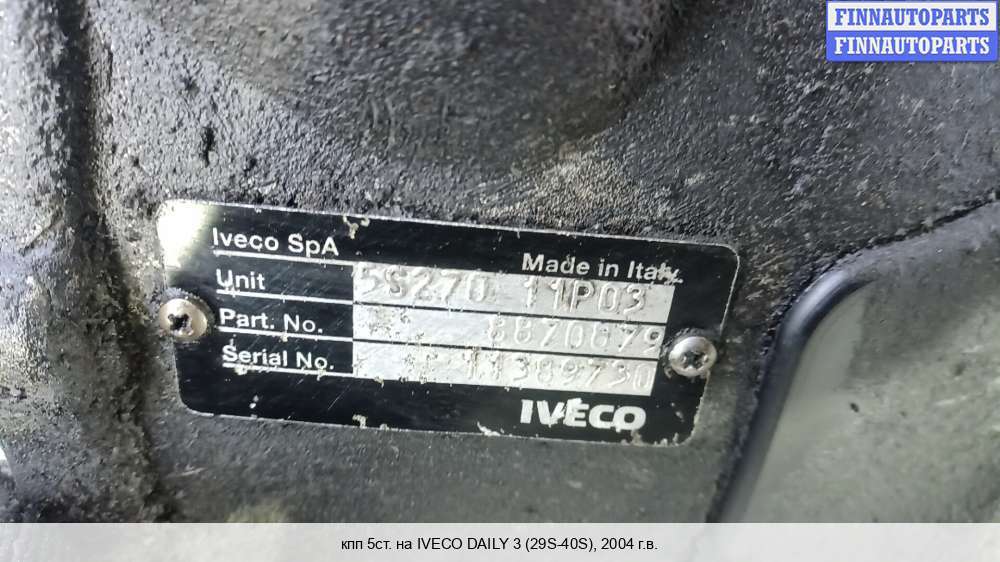 FINNAUTOPARTS
FINNAUTOPARTS
Iveco SpA
Made in Italy
Unit 5S270 11P03
Part. No. 8870679
Serial No. 11389730
IVECO
кпп 5ст. на IVECO DAILY 3 (29S-40S), 2004 г.в.